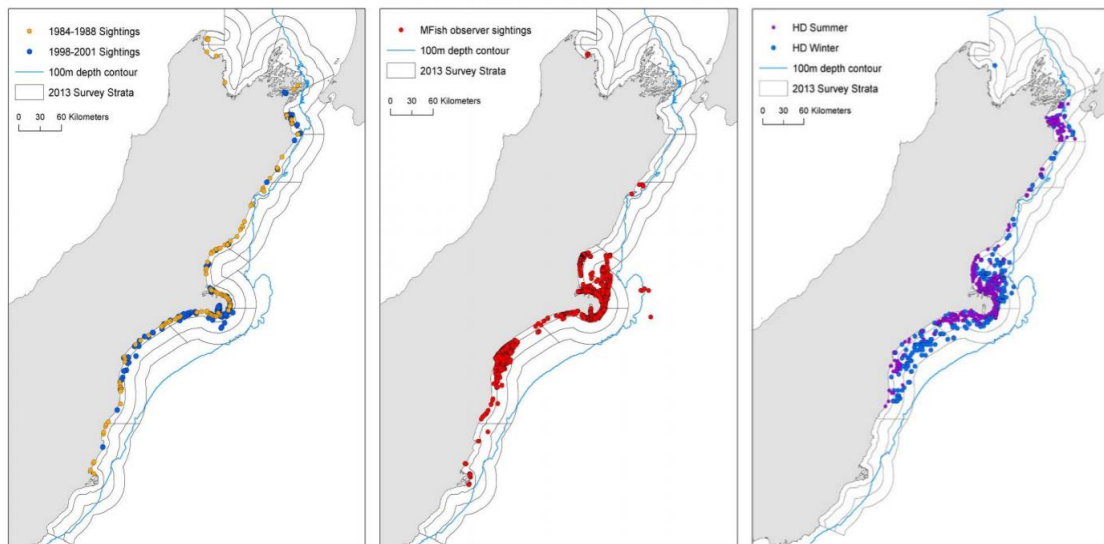 1984-1988 Sightings
1998-2001 Sightings
100m depth contour
2013 Survey Strata
0 30 60 Kilometers
MFish observer sightings
100m depth contour
2013 Survey Strata
0 30 60 Kilometers
HD Summer
HD Winter
100m depth contour
2013 Survey Strata
0 30 60 Kilometers